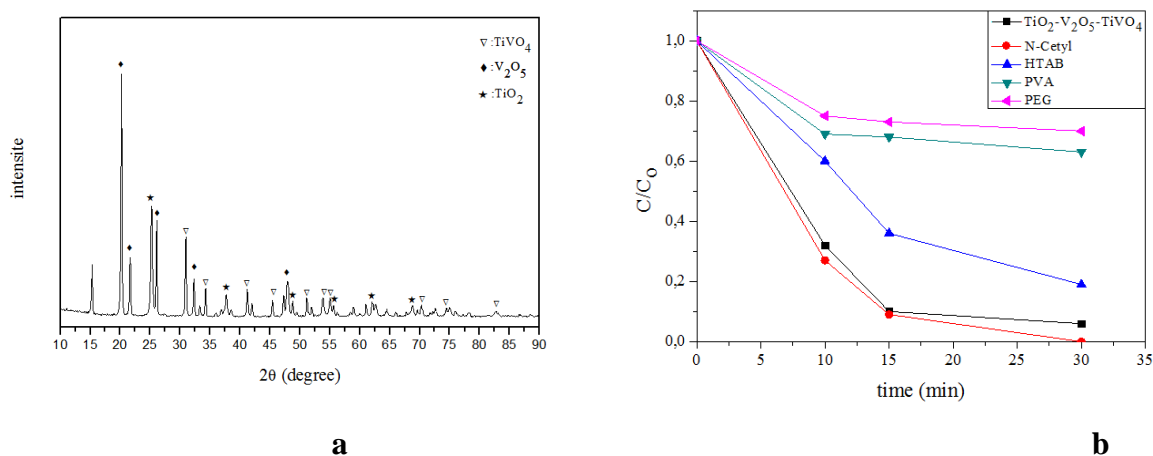 ▿:TiVO4
♦:V2O5
★:TiO2
intensite
10 15 20 25 30 35 40 45 50 55 60 65 70 75 80 85 90
2θ (degree)
a
TiO2-V2O5-TiVO4
N-Cetyl
HTAB
PVA
PEG
1,0
0,8
0,6
0,4
0,2
0,0
C/Co
0 5 10 15 20 25 30 35
time (min)
b